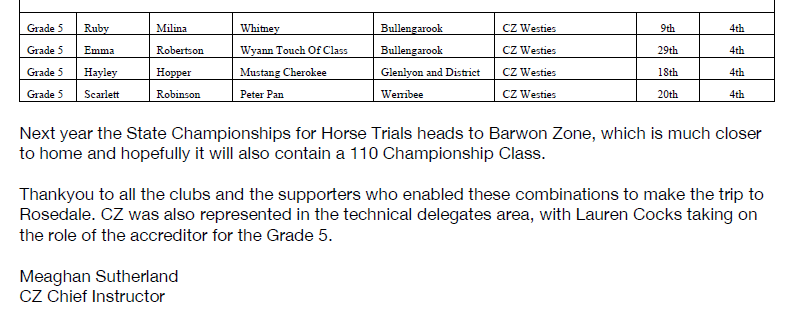 Grade 5 Ruby Milina Whitney Bullengarook CZ Westies 9th 4th
Grade 5 Emma Robertson Wyann Touch Of Class Bullengarook CZ Westies 29th 4th
Grade 5 Hayley Hopper Mustang Cherokee Glenlyon and District CZ Westies 18th 4th
Grade 5 Scarlett Robinson Peter Pan Werribee CZ Westies 20th 4th
Next year the State Championships for Horse Trials heads to Barwon Zone, which is much closer
to home and hopefully it will also contain a 110 Championship Class.
Thankyou to all the clubs and the supporters who enabled these combinations to make the trip to
Rosedale. CZ was also represented in the technical delegates area, with Lauren Cocks taking on
the role of the accreditor for the Grade 5.
Meaghan Sutherland
CZ Chief Instructor